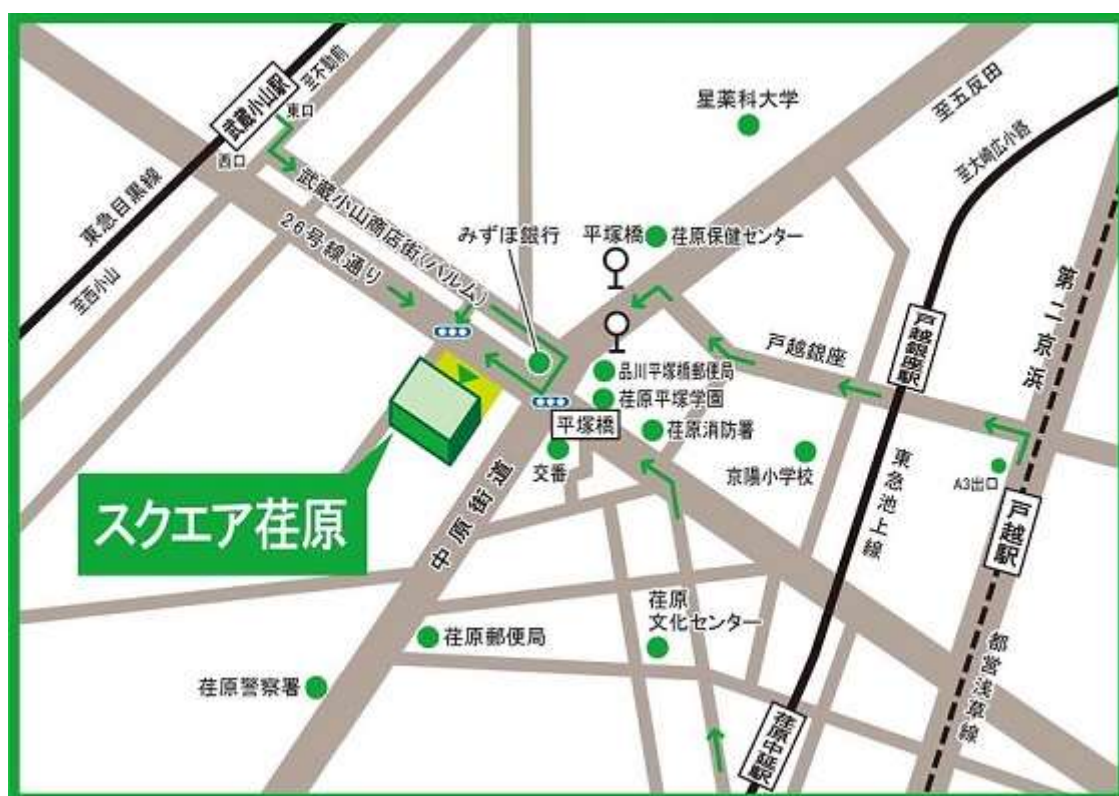 武蔵小山駅
至不動前
東口
西口
東急目黒線
至西小山
武蔵小山商店街(パルム)
26号線通り
みずほ銀行
平塚橋
荏原保健センター
星薬科大学
至五反田
至大崎広小路
戸越銀座駅
第二京浜
戸越銀座
品川平塚橋郵便局
荏原平塚学園
平塚橋
荏原消防署
交番
京陽小学校
東急池上線
A3出口
戸越駅
スクエア荏原
中原街道
荏原
文化センター
荏原郵便局
荏原警察署
都営浅草線
荏原中延駅